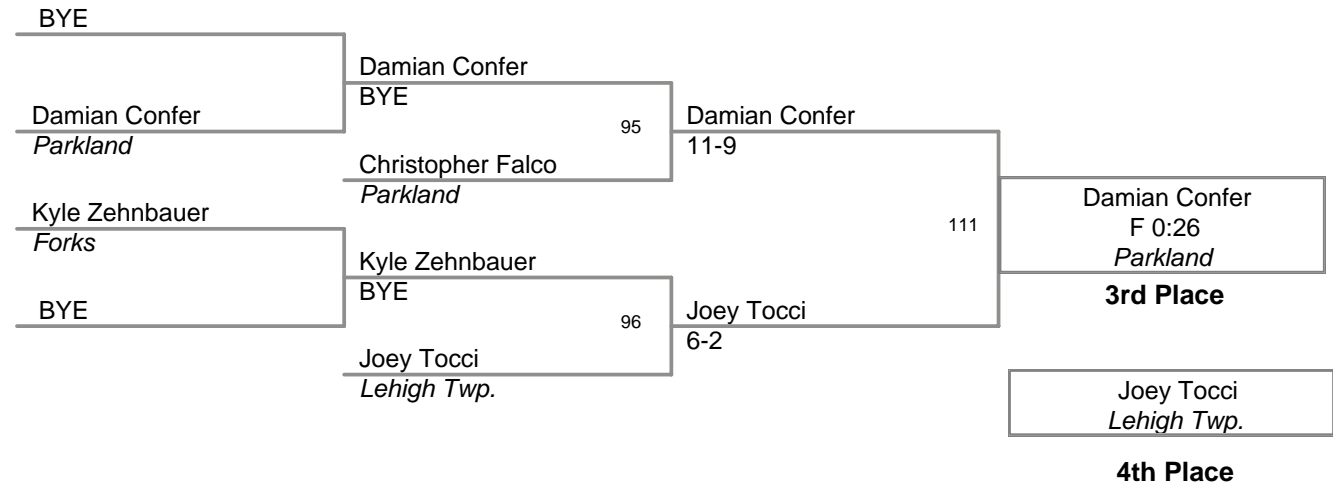 BYE
Damian Confer
Parkland
Kyle Zehnbauer
Forks
BYE
Damian Confer
BYE
95
Christopher Falco
Parkland
Kyle Zehnbauer
BYE
96
Joey Tocci
Lehigh Twp.
Damian Confer
11-9
111
Joey Tocci
6-2
Damian Confer
F 0:26
Parkland
3rd Place
Joey Tocci
Lehigh Twp.
4th Place